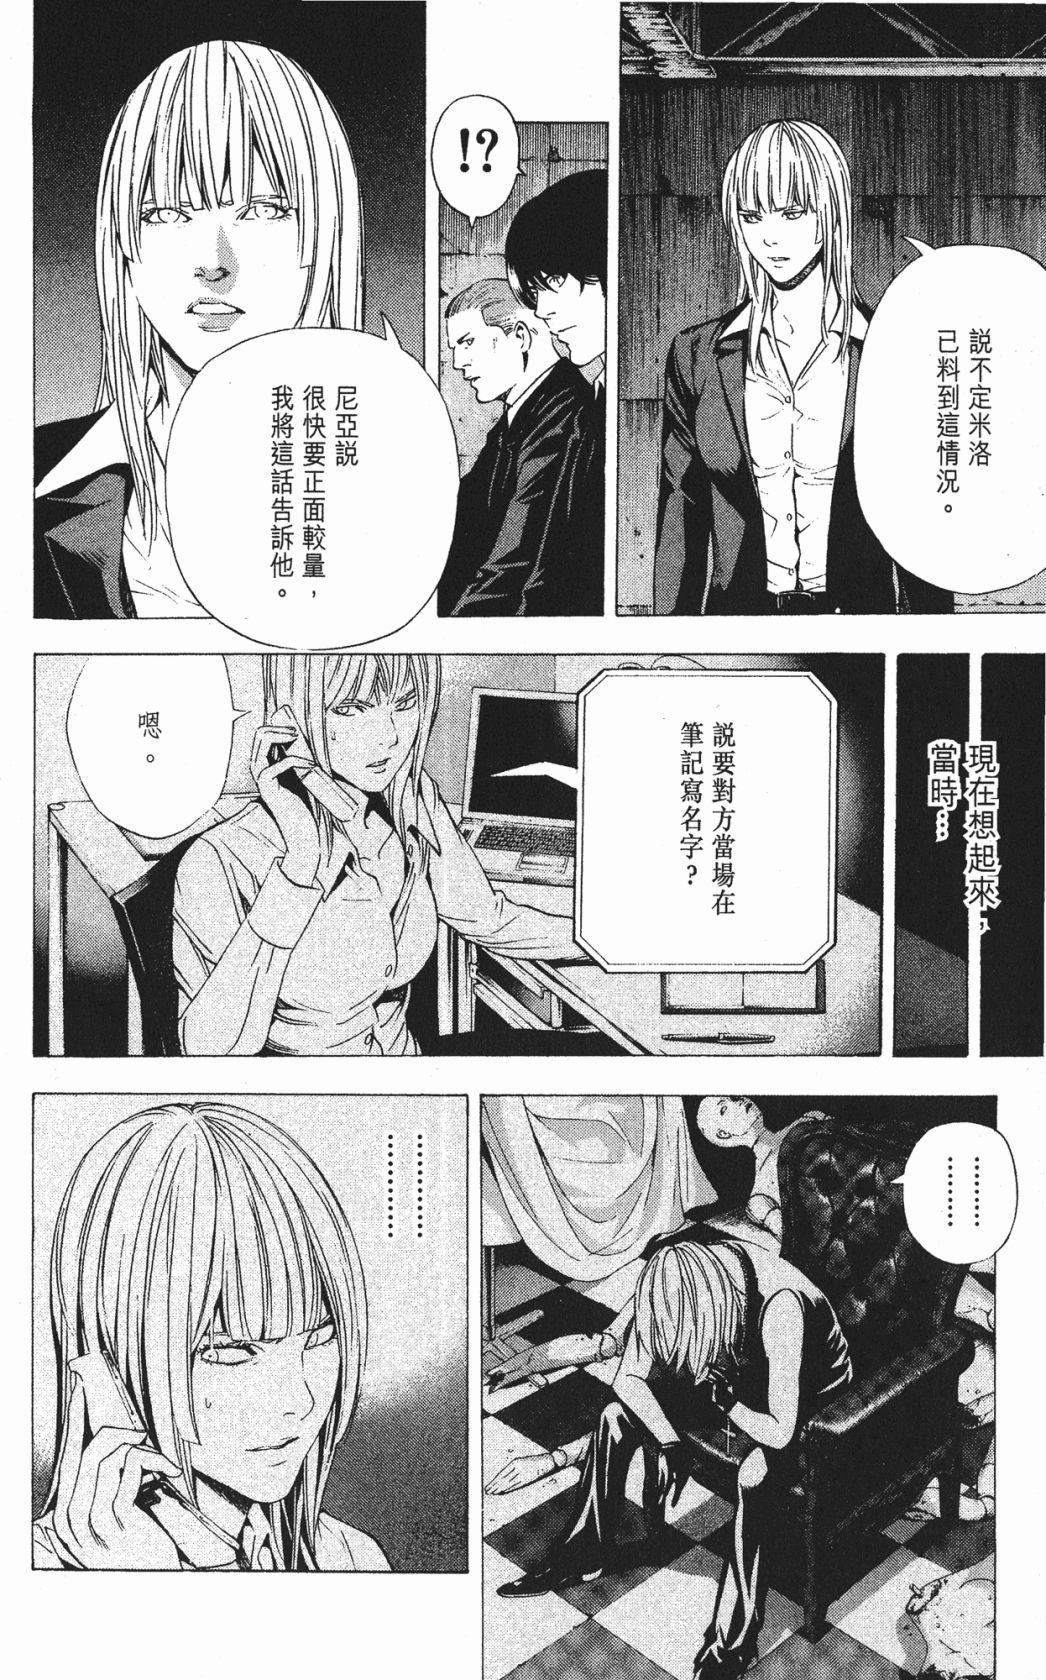 說不定米洛
已料到這情況。
!?
尼亞說
很快要正面較量，
我將這話告訴他。
現在想起來，
當時…
說要對方當場在
筆記寫名字？
嗯。
………
………
………
………